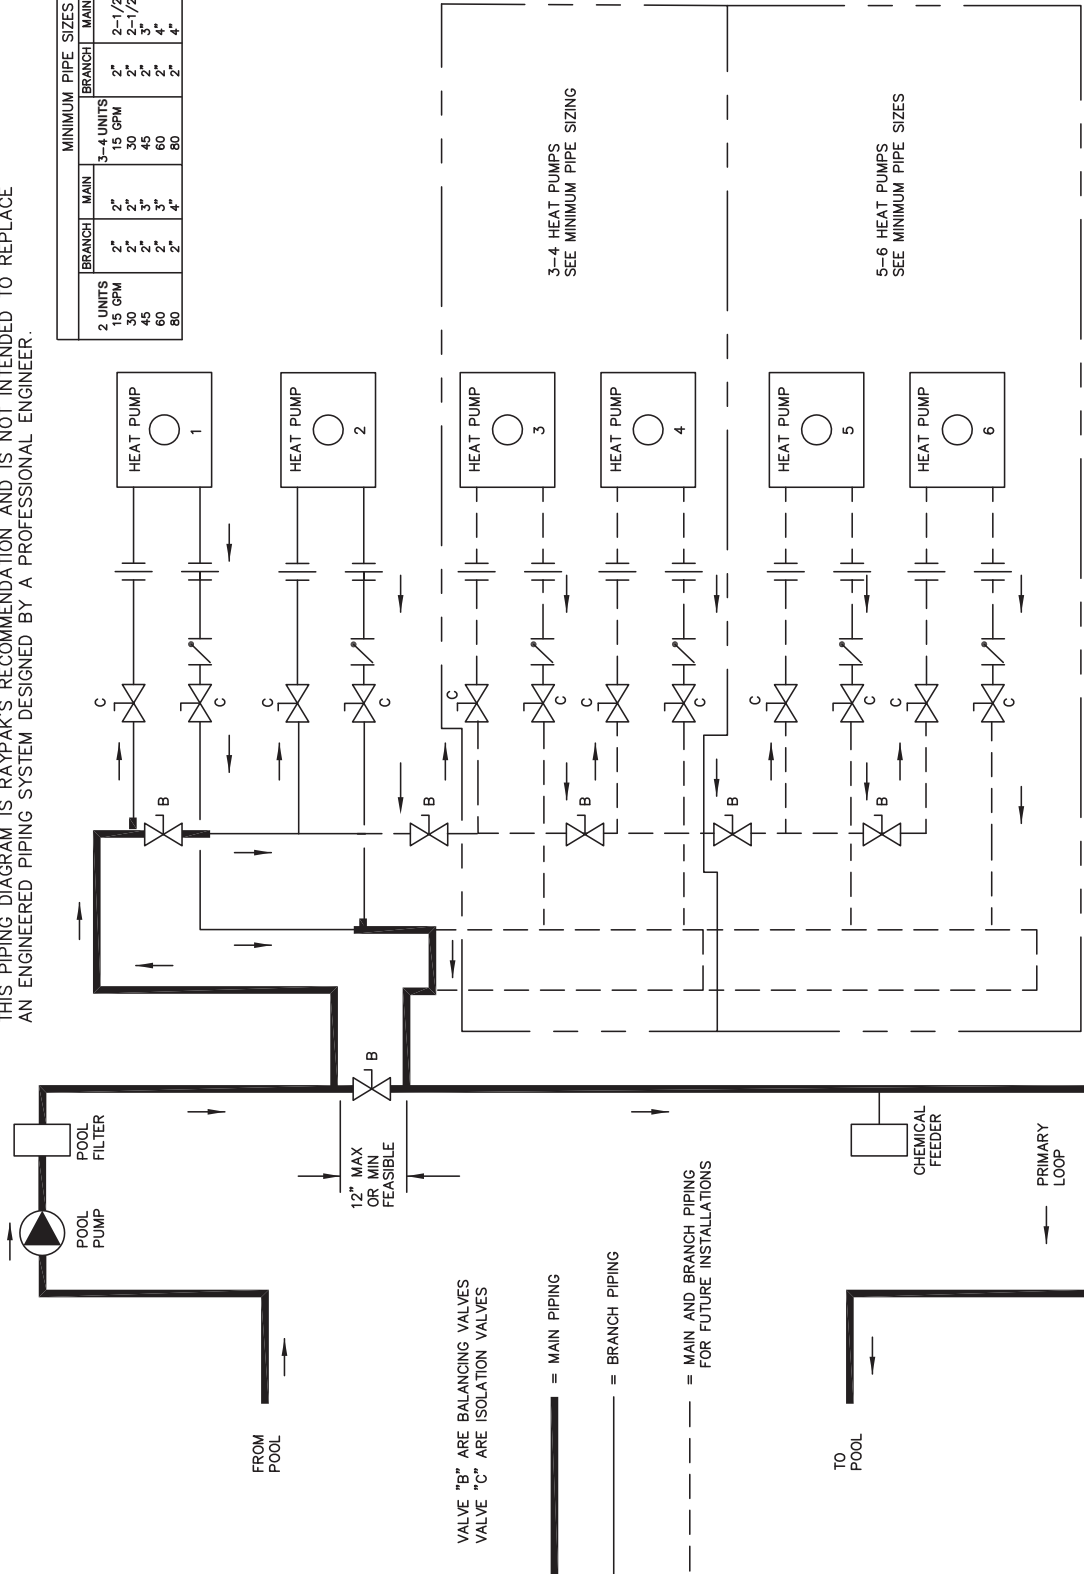 THIS PIPING DIAGRAM IS RAYPAK'S RECOMMENDATION AND IS NOT INTENDED TO REPLACE
AN ENGINEERED PIPING SYSTEM DESIGNED BY A PROFESSIONAL ENGINEER.
MINIMUM PIPE SIZES
BRANCH MAIN BRANCH MAIN
2 UNITS 3-4 UNITS
15 GPM 2" 2" 15 GPM 2" 2-1/2
30 2" 2" 30 2" 2-1/2
45 2" 3" 45 2" 3"
60 2" 3" 60 2" 4"
80 2" 4" 80 2" 4"
HEAT PUMP
1
HEAT PUMP
2
HEAT PUMP
3
HEAT PUMP
4
HEAT PUMP
5
HEAT PUMP
6
3-4 HEAT PUMPS
SEE MINIMUM PIPE SIZING
5-6 HEAT PUMPS
SEE MINIMUM PIPE SIZES
C
C
C
C
C
C
C
C
C
C
C
B
B
B
B
B
B
POOL
FILTER
POOL
PUMP
12" MAX
OR MIN
FEASIBLE
CHEMICAL
FEEDER
PRIMARY
LOOP
FROM
POOL
TO
POOL
VALVE "B" ARE BALANCING VALVES
VALVE "C" ARE ISOLATION VALVES
= MAIN PIPING
= BRANCH PIPING
= MAIN AND BRANCH PIPING
FOR FUTURE INSTALLATIONS